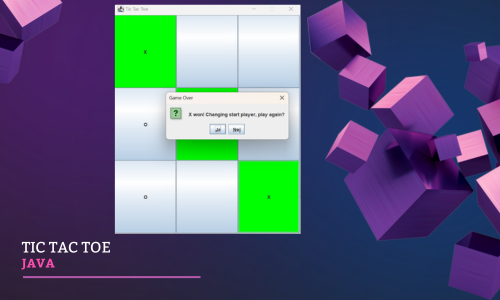 Tic Tac Toe
X
Game Over
X won! Changing start player, play again?
Ja
Nej
O
O
X
TIC TAC TOE
JAVA